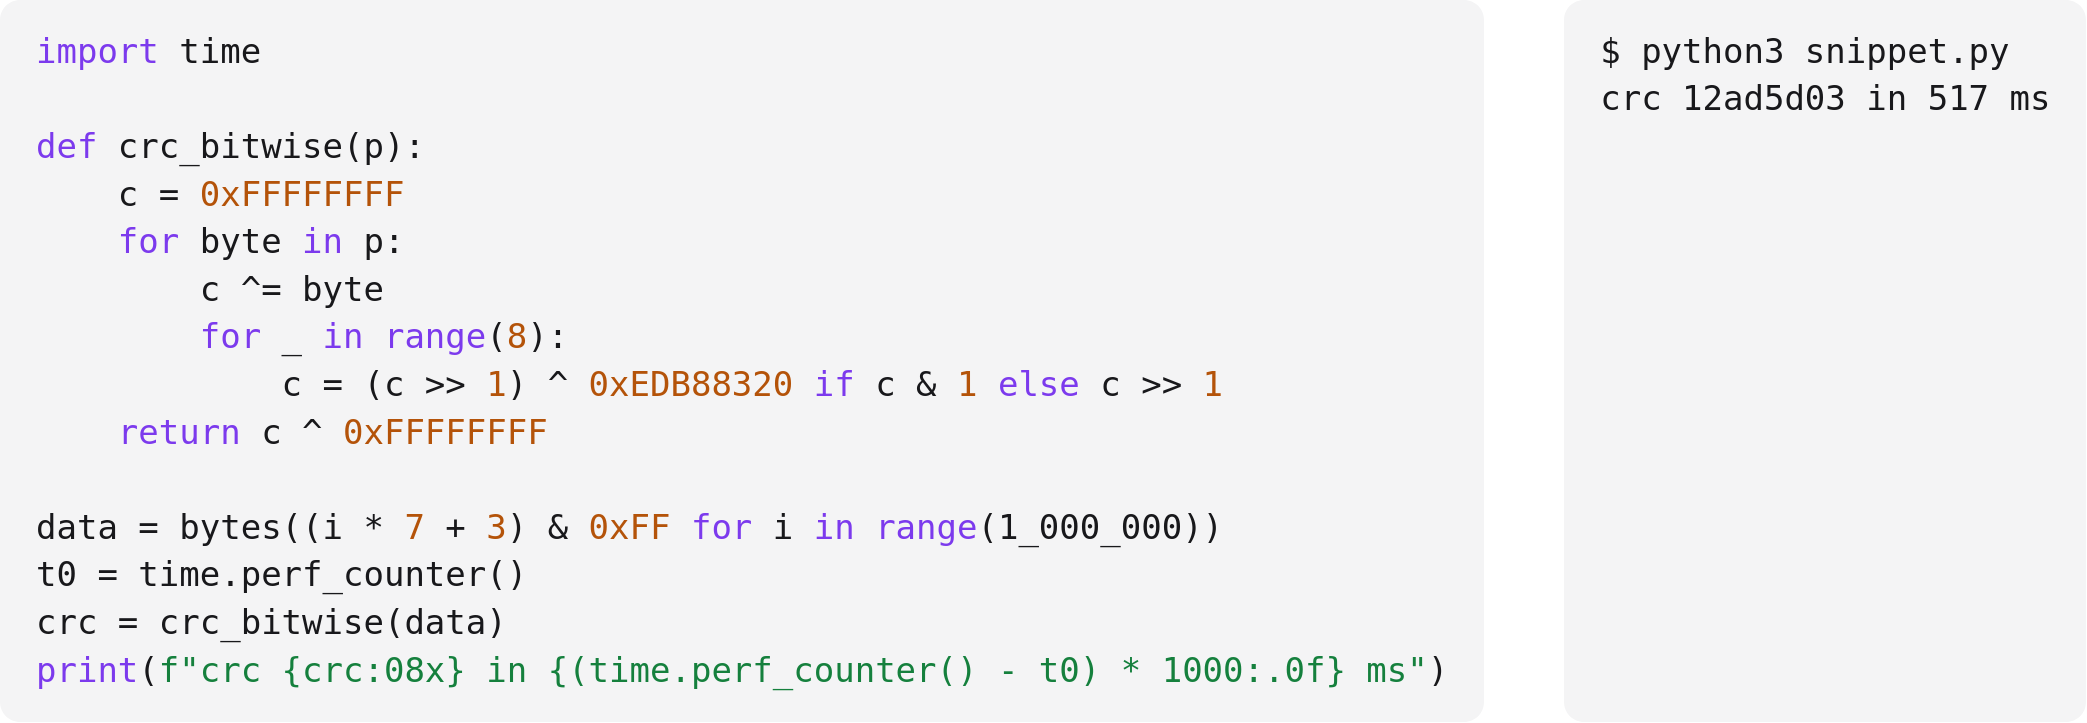 import time

def crc_bitwise(p):
    c = 0xFFFFFFFF
    for byte in p:
        c ^= byte
        for _ in range(8):
            c = (c >> 1) ^ 0xEDB88320 if c & 1 else c >> 1
    return c ^ 0xFFFFFFFF

data = bytes((i * 7 + 3) & 0xFF for i in range(1_000_000))
t0 = time.perf_counter()
crc = crc_bitwise(data)
print(f"crc {crc:08x} in {(time.perf_counter() - t0) * 1000:.0f} ms")
$ python3 snippet.py
crc 12ad5d03 in 517 ms